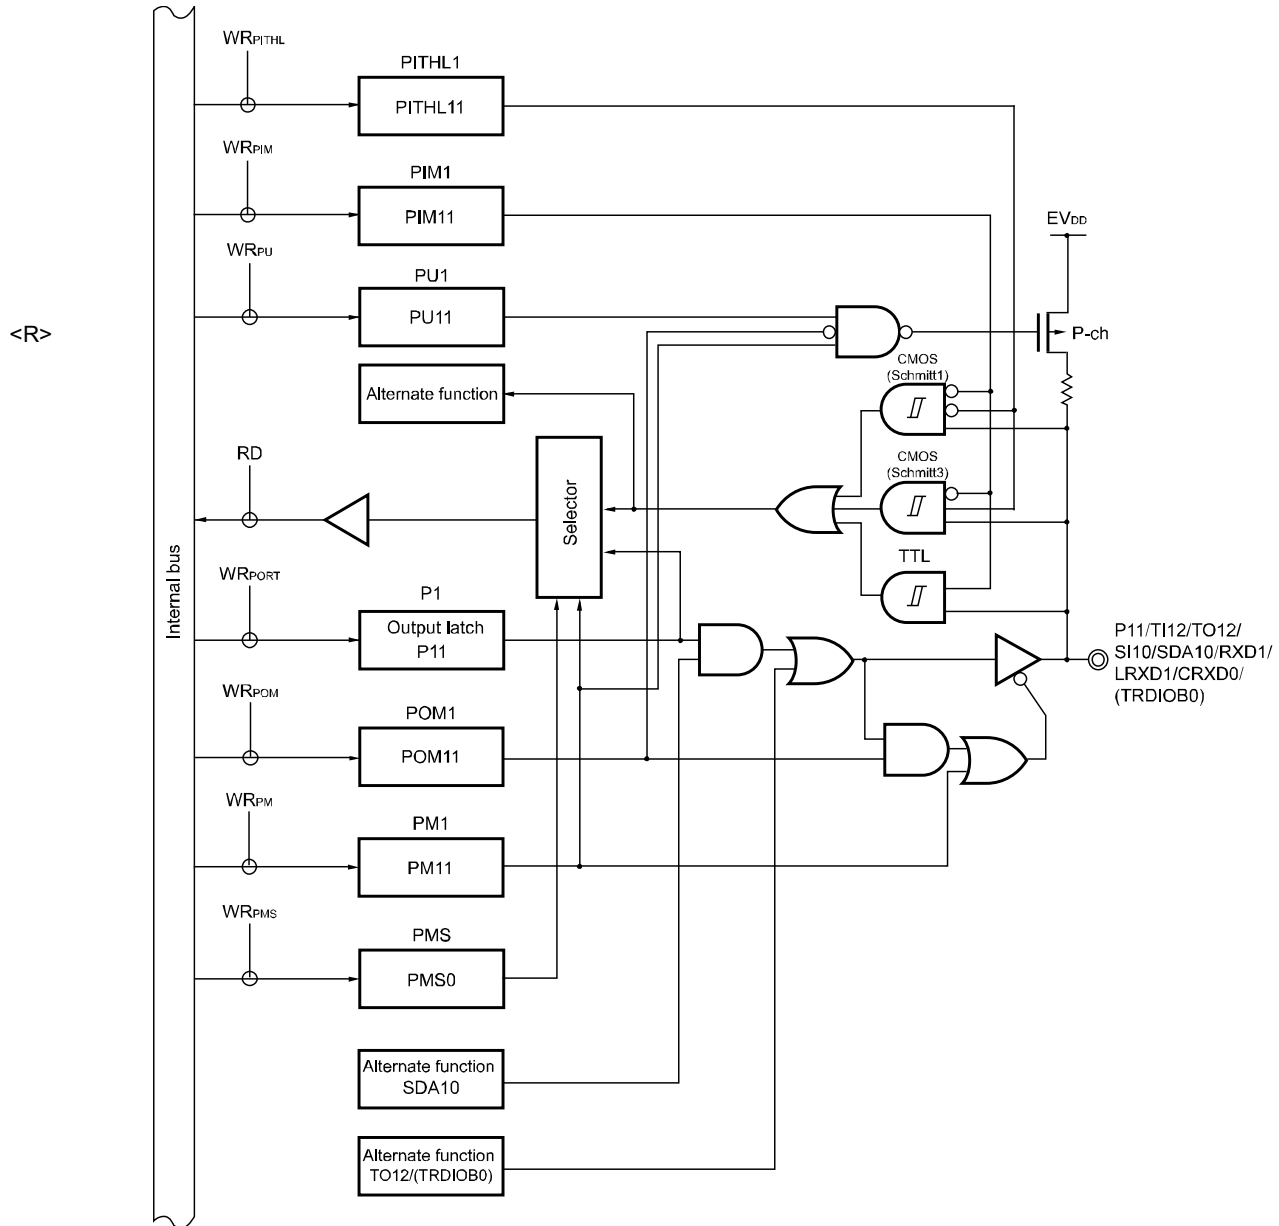 WRPITHL
PITHL1
PITHL11
WRPIM
PIM1
PIM11
EVDD
WRPU
PU1
PU11
<R>
P-ch
CMOS
(Schmitt1)
Alternate function
RD
Selector
CMOS
(Schmitt3)
TTL
Internal bus
WRPORT
P1
Output latch
P11
P11/TI12/TO12/
SI10/SDA10/RXD1/
LRXD1/CRXD0/
(TRDIOB0)
WRPOM
POM1
POM11
WRPM
PM1
PM11
WRPMS
PMS
PMS0
Alternate function
SDA10
Alternate function
TO12/(TRDIOB0)